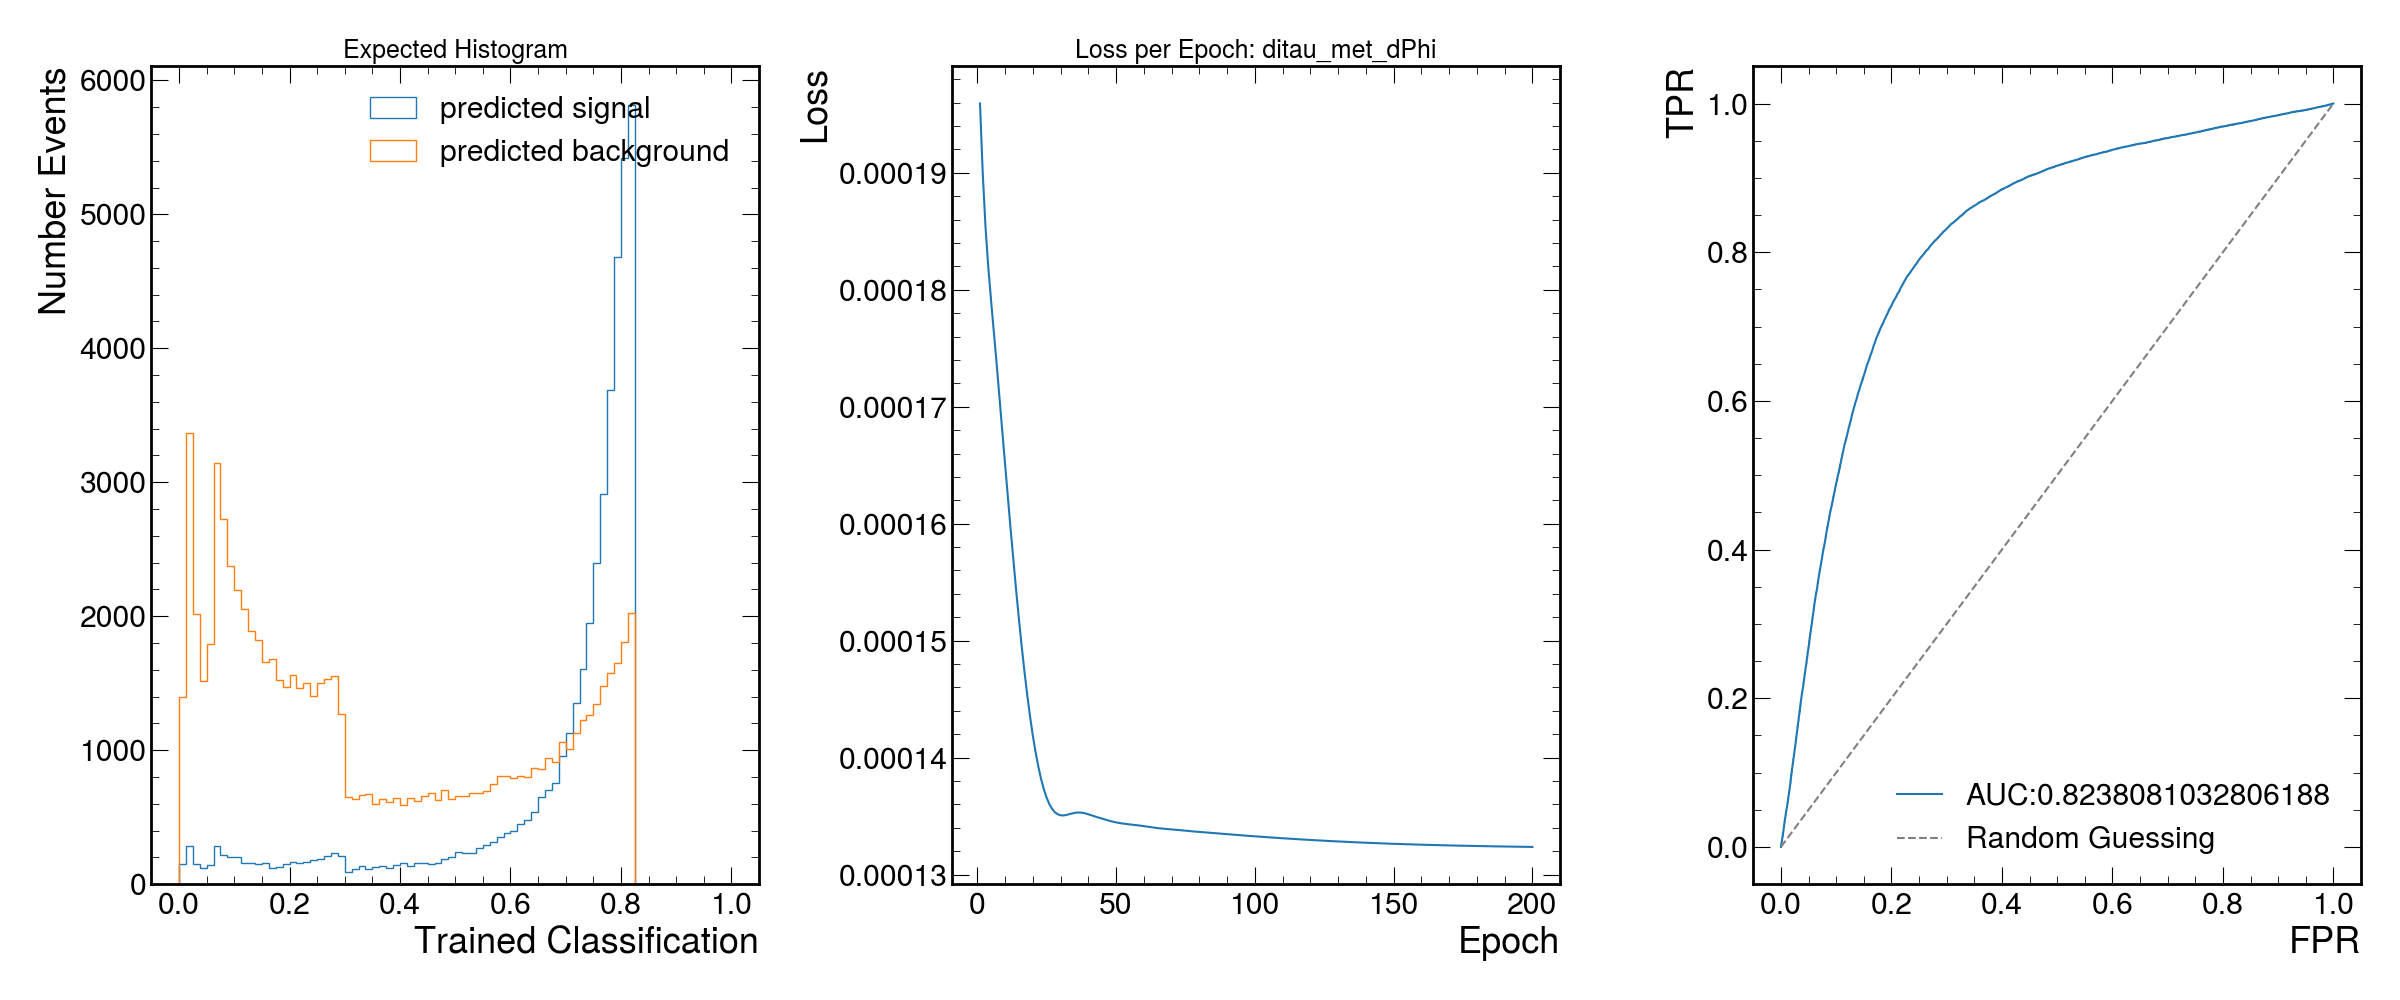 Expected Histogram
Number Events
6000
5000
4000
3000
2000
1000
0
predicted signal
predicted background
0.0 0.2 0.4 0.6 0.8 1.0
Trained Classification
Loss per Epoch: ditau_met_dPhi
Loss
0.00019
0.00018
0.00017
0.00016
0.00015
0.00014
0.00013
0 50 100 150 200
Epoch
TPR
1.0
0.8
0.6
0.4
0.2
0.0
AUC:0.8238081032806188
Random Guessing
0.0 0.2 0.4 0.6 0.8 1.0
FPR